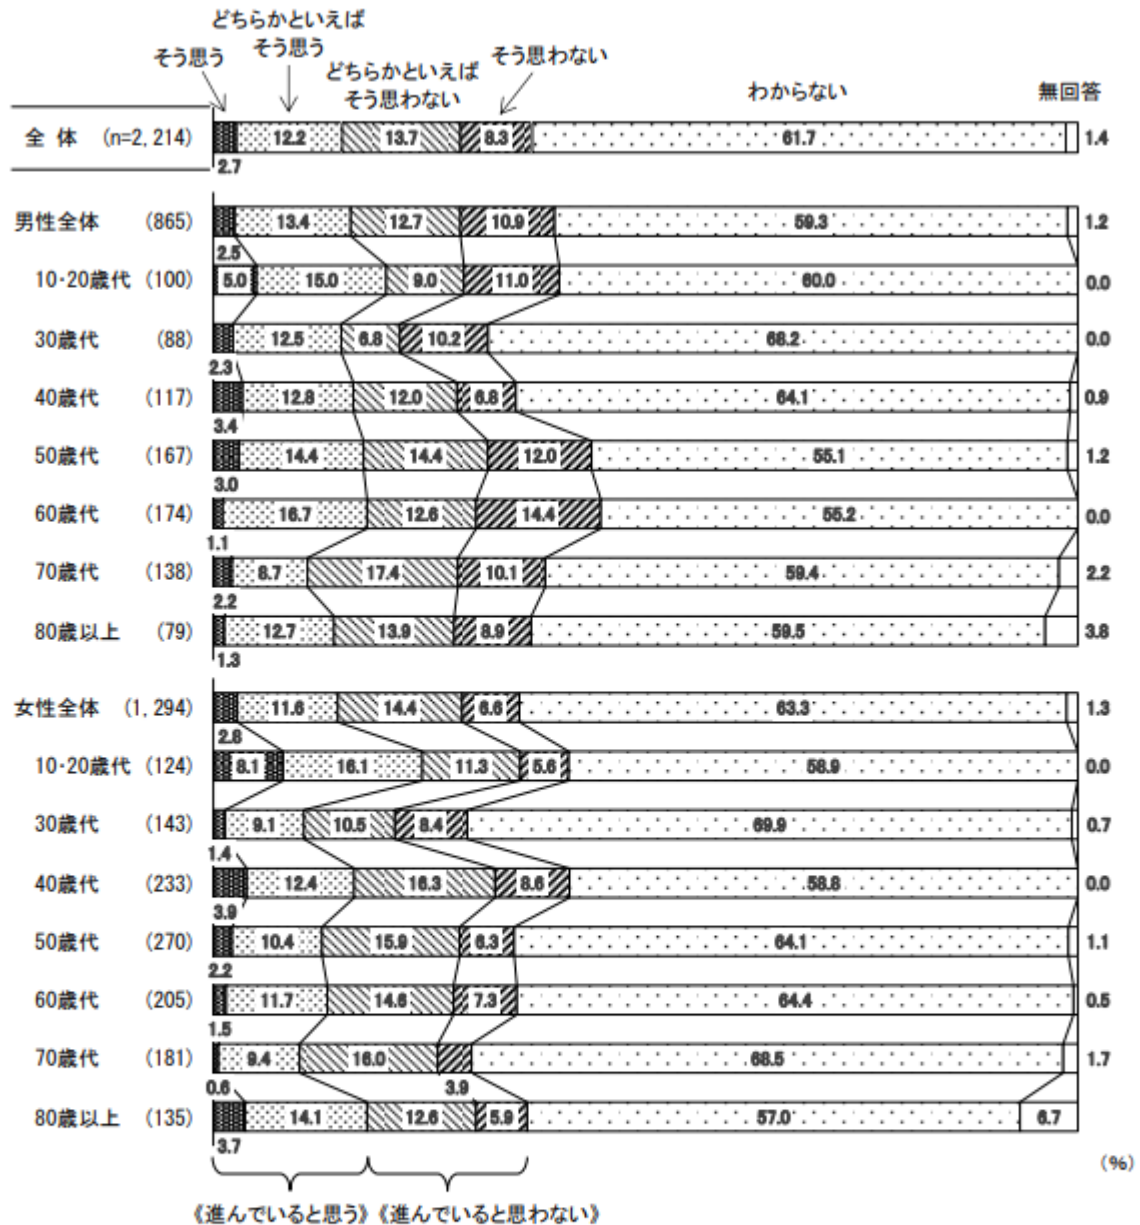 どちらかといえば
そう思う
そう思う
どちらかといえば
そう思わない
そう思わない
わからない
無回答
全 体 (n=2,214) 12.2 13.7 8.3 61.7 1.4
2.7
男性全体 (865) 13.4 12.7 10.9 59.3 1.2
2.5
10・20歳代 (100) 5.0 15.0 9.0 11.0 60.0 0.0
30歳代 (88) 12.5 6.8 10.2 68.2 0.0
2.3
40歳代 (117) 12.8 12.0 6.8 64.1 0.9
3.4
50歳代 (167) 14.4 14.4 12.0 55.1 1.2
3.0
60歳代 (174) 16.7 12.6 14.4 55.2 0.0
1.1
70歳代 (138) 8.7 17.4 10.1 59.4 2.2
2.2
80歳以上 (79) 12.7 13.9 8.9 59.5 3.8
1.3
女性全体 (1,294) 11.6 14.4 6.6 63.3 1.3
2.8
10・20歳代 (124) 8.1 16.1 11.3 5.6 58.9 0.0
30歳代 (143) 9.1 10.5 8.4 69.9 0.7
1.4
40歳代 (233) 12.4 16.3 8.6 58.8 0.0
3.9
50歳代 (270) 10.4 15.9 6.3 64.1 1.1
2.2
60歳代 (205) 11.7 14.6 7.3 64.4 0.5
1.5
70歳代 (181) 9.4 16.0 68.5 1.7
0.6 3.9
80歳以上 (135) 14.1 12.6 5.9 57.0 6.7
3.7
(%)
《進んでいると思う》 《進んでいると思わない》